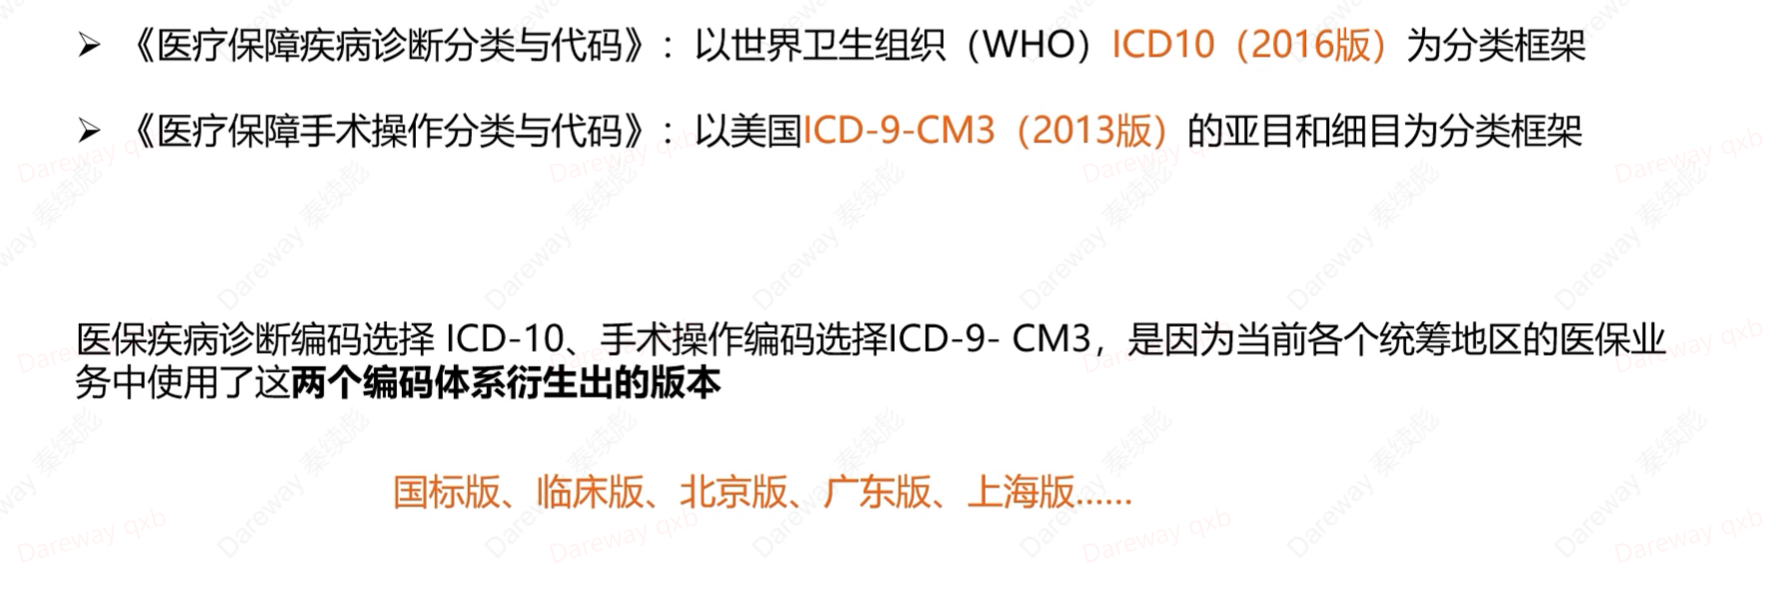 ➢ 《医疗保障疾病诊断分类与代码》：以世界卫生组织（WHO）ICD10（2016版）为分类框架
➢ 《医疗保障手术操作分类与代码》：以美国ICD-9-CM3（2013版）的亚目和细目为分类框架
医保疾病诊断编码选择 ICD-10、手术操作编码选择ICD-9- CM3，是因为当前各个统筹地区的医保业
务中使用了这两个编码体系衍生出的版本
国标版、临床版、北京版、广东版、上海版......
Dareway qxb
Dareway 秦续彪